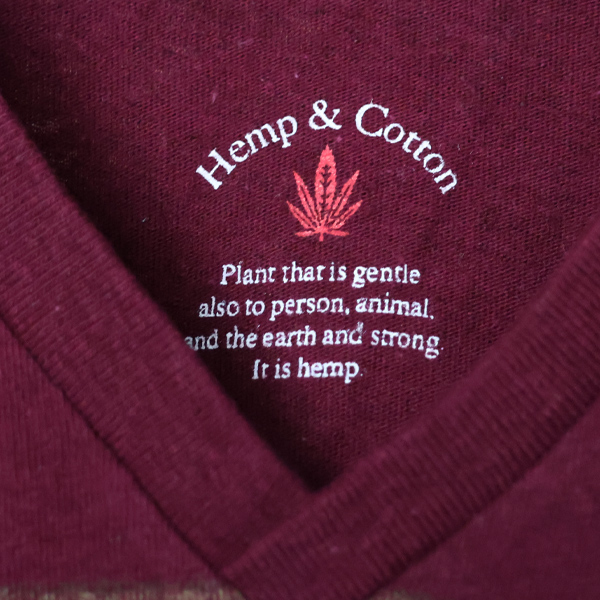 Hemp & Cotton
Plant that is gentle
also to person, animal.
and the earth and strong.
It is hemp.